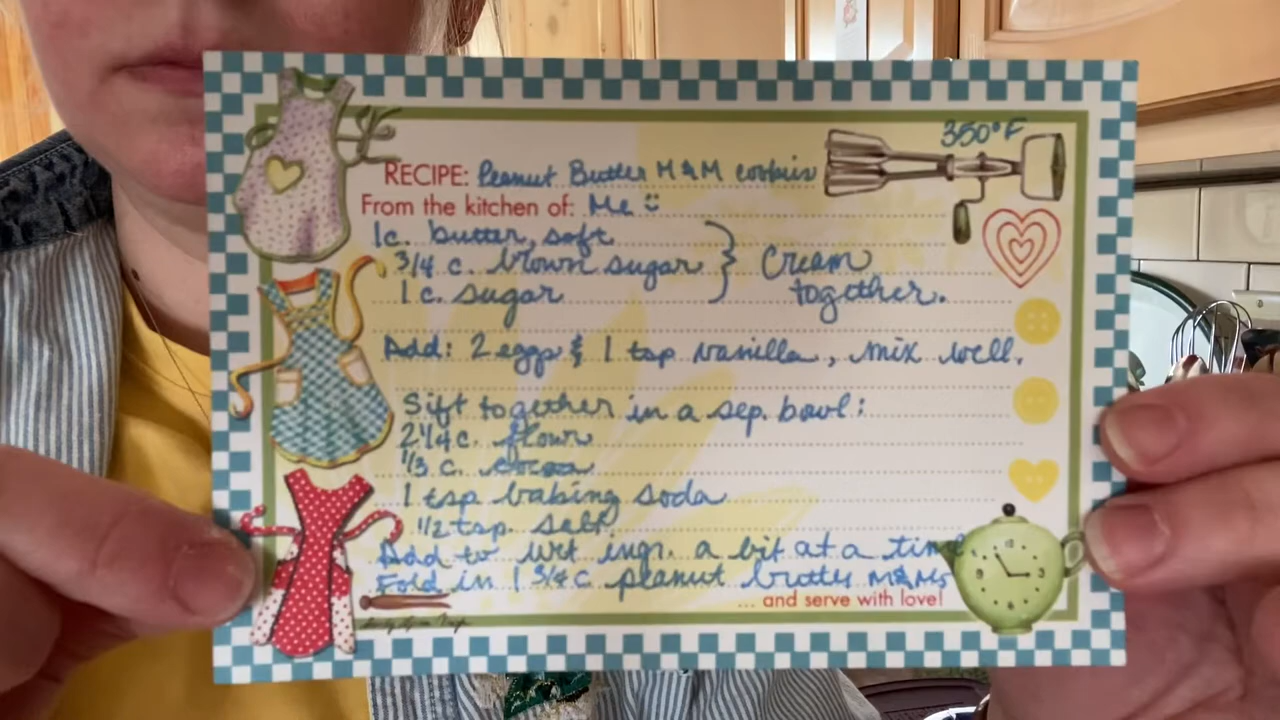 350°F
RECIPE: Peanut Butter M&M cookies
From the kitchen of: Me
1c. butter, soft
3/4 c. brown sugar } Cream
1 c. sugar together.
Add: 2 eggs & 1 tsp vanilla, mix well.
Sift together in a sep. bowl:
2 1/4 c. flour
1/3 c. cocoa
1 tsp baking soda
1/2 tsp. salt
Add to wet ingr. a bit at a time.
Fold in 1 3/4 c peanut butter M&Ms
... and serve with love!
3
6